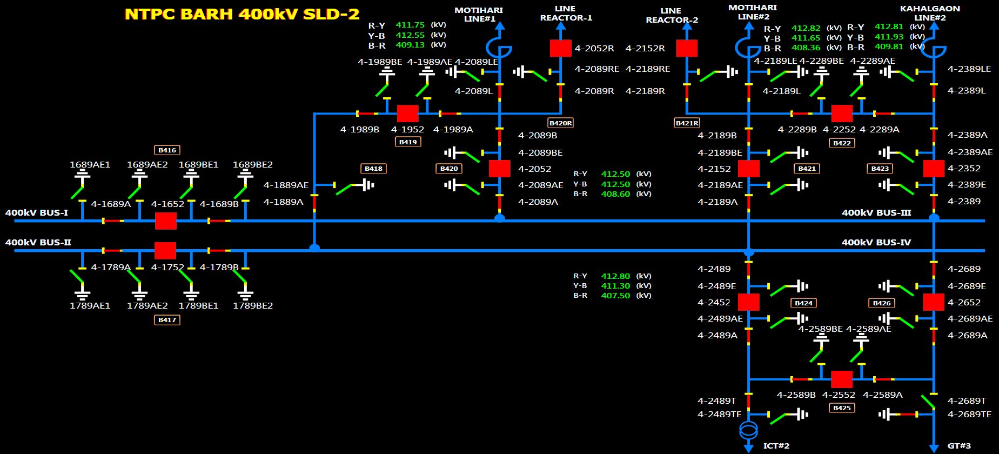 NTPC BARH 400kV SLD-2
MOTIHARI
LINE#1
LINE
REACTOR-1
LINE
REACTOR-2
MOTIHARI
LINE#2
KAHALGAON
LINE#2
R-Y 411.75 (kV)
Y-B 412.55 (kV)
B-R 409.13 (kV)
R-Y 412.82 (kV)
Y-B 411.65 (kV)
B-R 408.36 (kV)
R-Y 412.81 (kV)
Y-B 411.93 (kV)
B-R 409.81 (kV)
4-2052R 4-2152R
4-1989BE 4-1989AE 4-2089LE
4-2189LE 4-2289BE 4-2289AE
4-2089RE 4-2189RE 4-2389LE
4-2089L 4-2089R 4-2189R 4-2189L 4-2389L
B420R B421R
4-1989B 4-1952 4-1989A
B419
4-2289B 4-2252 4-2289A
B422
4-2089B 4-2189B 4-2389A
B416
4-2089BE 4-2189BE 4-2389AE
1689AE1 1689AE2 1689BE1 1689BE2
B418 B420 4-2052 4-2152 B421 B423 4-2352
R-Y 412.50 (kV)
Y-B 412.50 (kV)
B-R 408.60 (kV)
4-1889AE 4-2089AE 4-2189AE 4-2389E
4-1889A 4-2089A 4-2189A 4-2389
4-1689A 4-1652 4-1689B
400kV BUS-I 400kV BUS-III
400kV BUS-II 400kV BUS-IV
4-1789A 4-1752 4-1789B
4-2489 4-2689
R-Y 412.80 (kV)
Y-B 411.30 (kV)
B-R 407.50 (kV)
4-2489E 4-2689E
1789AE1 1789AE2 1789BE1 1789BE2
B417
4-2452 B424 B426 4-2652
4-2489AE 4-2689AE
4-2589BE 4-2589AE
4-2489A 4-2689A
4-2589B 4-2552 4-2589A
B425
4-2489T 4-2689T
4-2489TE 4-2689TE
ICT#2 GT#3